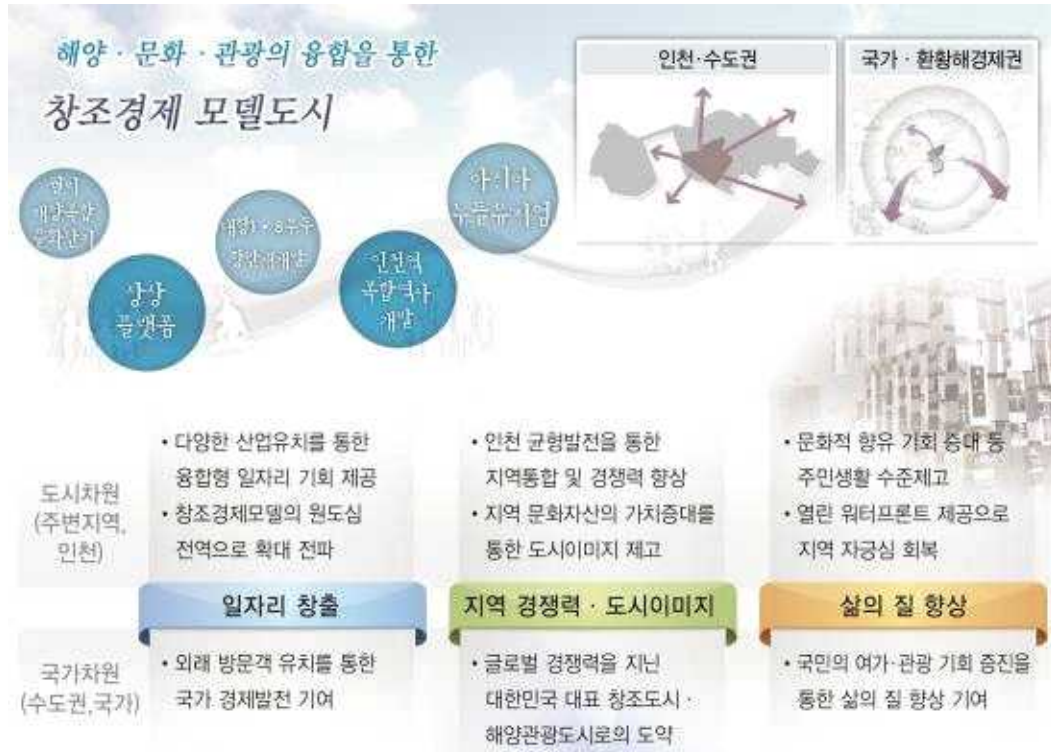 해양·문화·관광의 융합을 통한
창조경제 모델도시
인천·수도권
국가·환황해경제권
상상
플랫폼
인천역
복합역사
개발
아시아
누들뮤지엄
도시차원
(주변지역,
인천)
• 다양한 산업유치를 통한
융합형 일자리 기회 제공
• 창조경제모델의 원도심
전역으로 확대 전파
• 인천 균형발전을 통한
지역통합 및 경쟁력 향상
• 지역 문화자산의 가치증대를
통한 도시이미지 제고
• 문화적 향유 기회 증대 등
주민생활 수준제고
• 열린 워터프론트 제공으로
지역 자긍심 회복
일자리 창출
지역 경쟁력·도시이미지
삶의 질 향상
국가차원
(수도권,국가)
• 외래 방문객 유치를 통한
국가 경제발전 기여
• 글로벌 경쟁력을 지닌
대한민국 대표 창조도시·
해양관광도시로의 도약
• 국민의 여가·관광 기회 증진을
통한 삶의 질 향상 기여